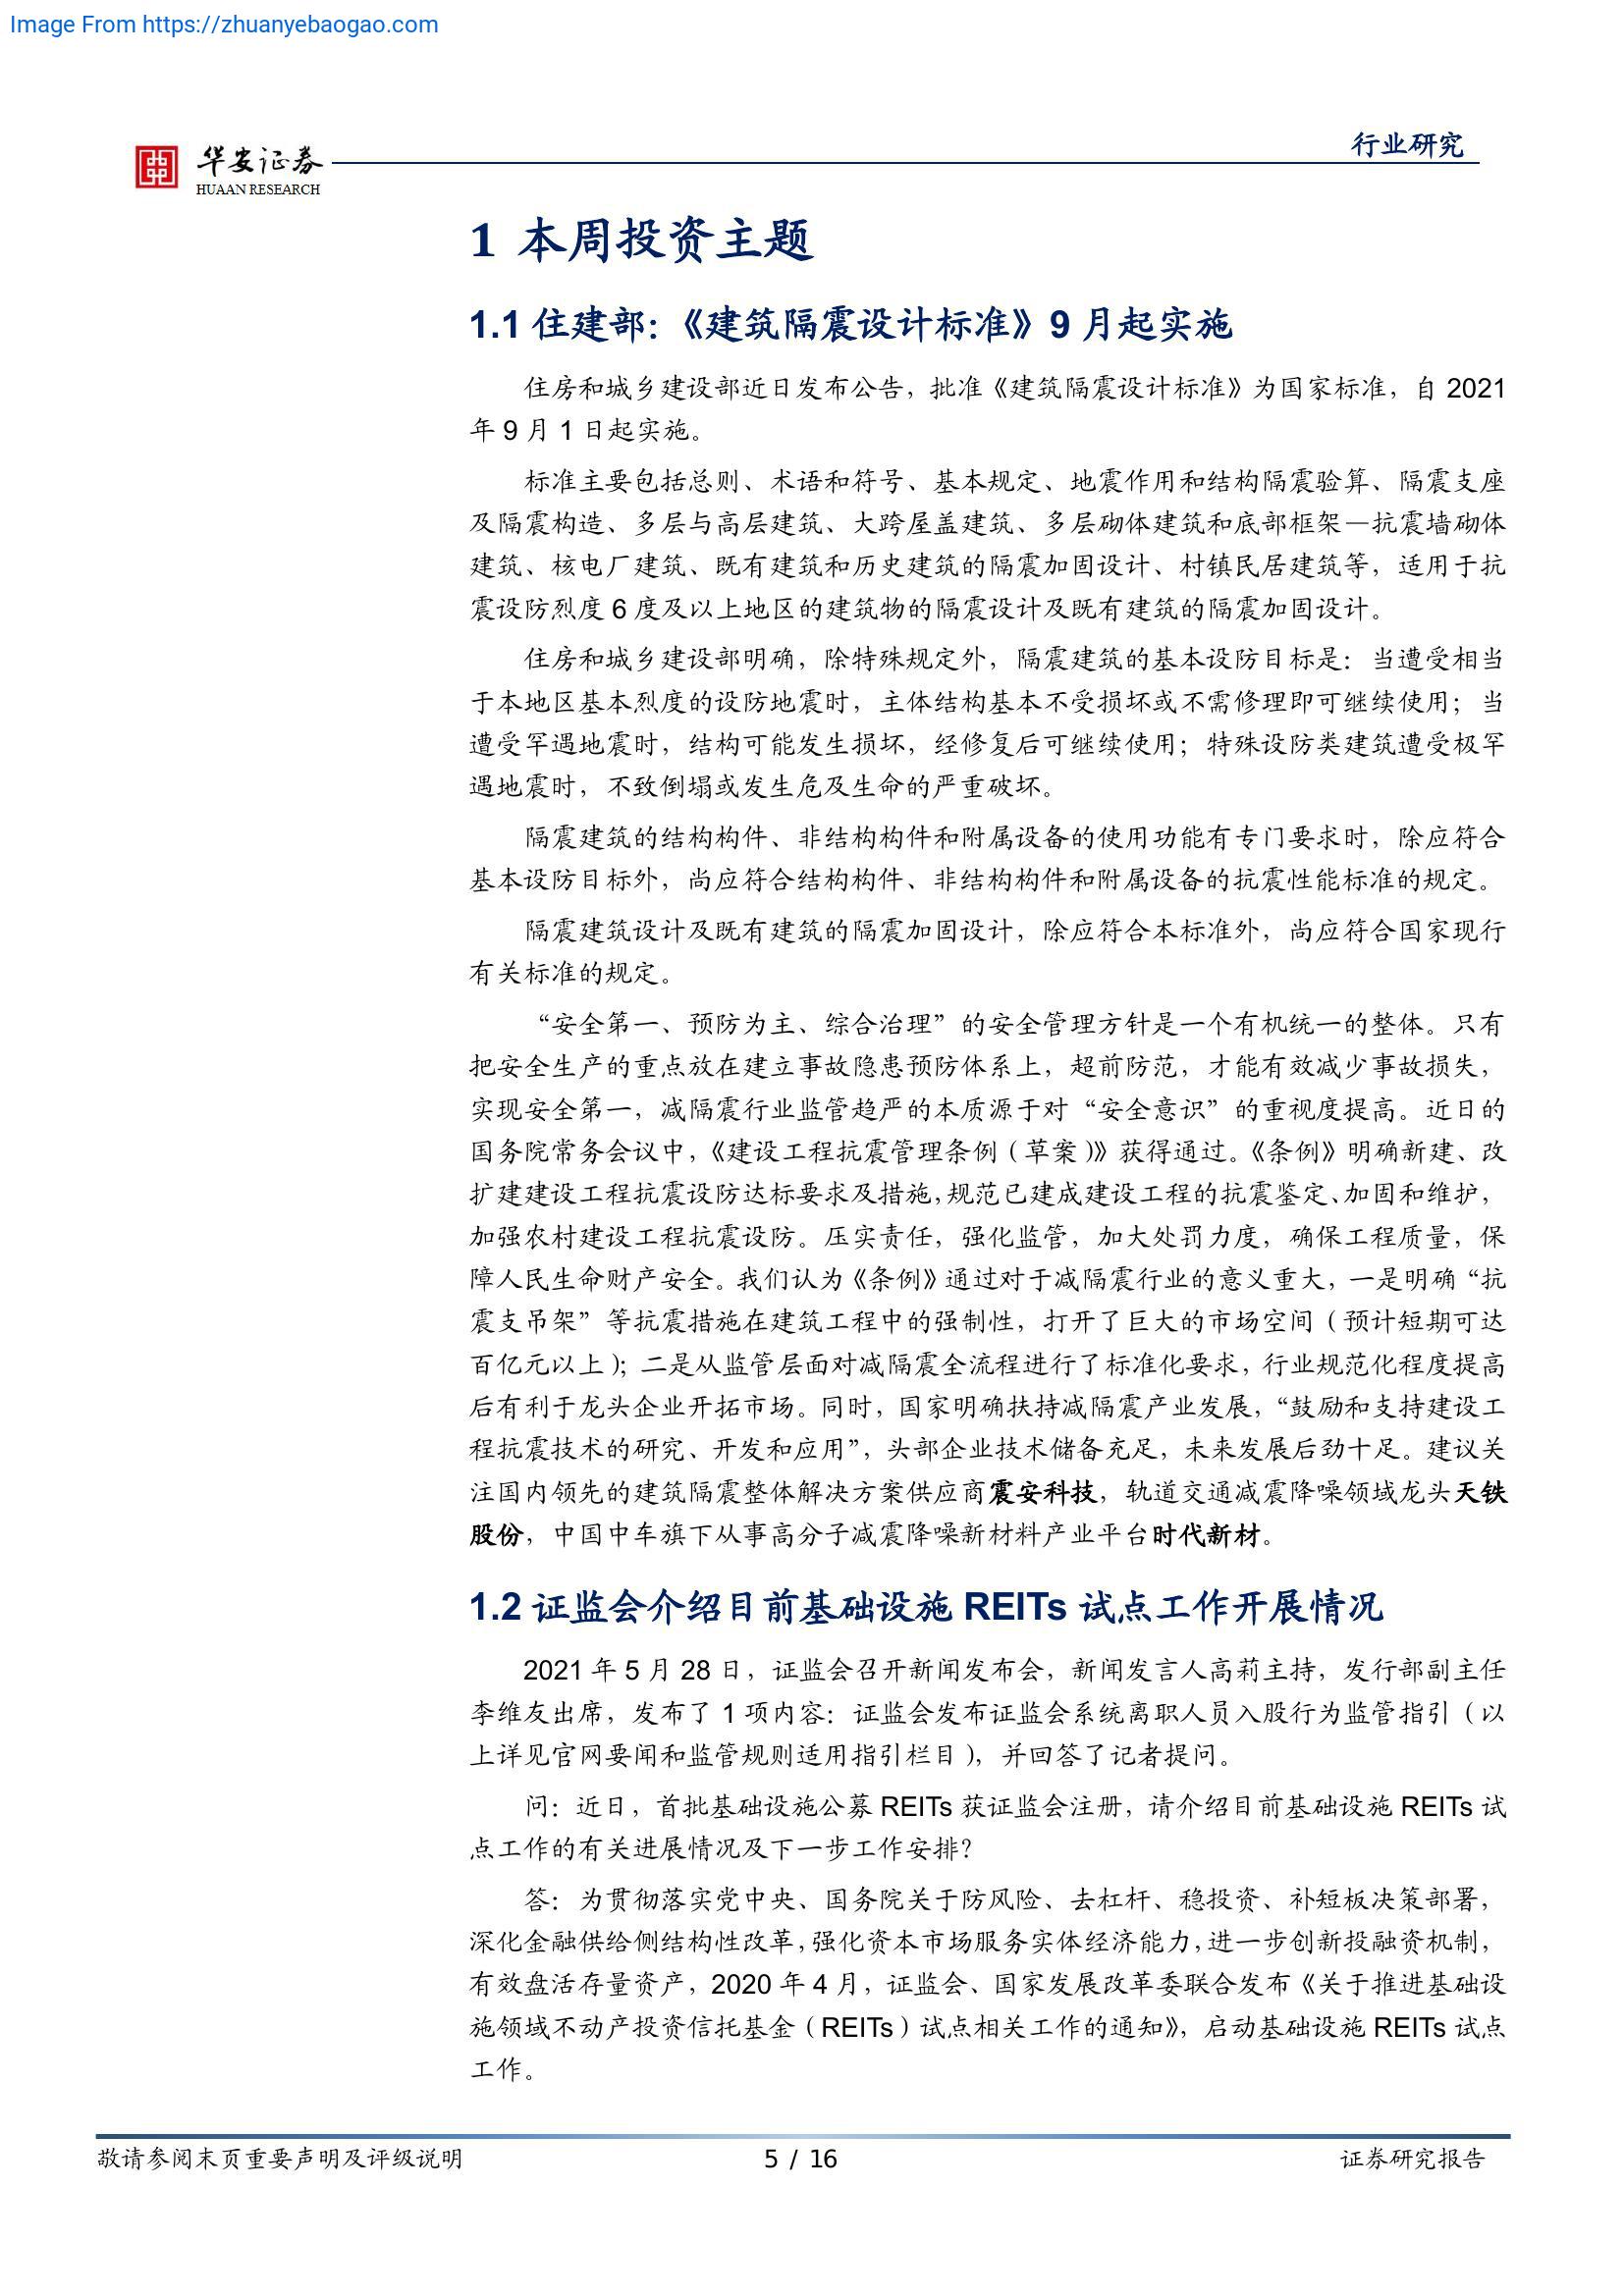 Image From https://zhuanyebaogao.com
行业研究
华安证券
HUAAN RESEARCH
1 本周投资主题
1.1 住建部：《建筑隔震设计标准》9 月起实施
住房和城乡建设部近日发布公告，批准《建筑隔震设计标准》为国家标准，自 2021
年 9 月 1 日起实施。
标准主要包括总则、术语和符号、基本规定、地震作用和结构隔震验算、隔震支座
及隔震构造、多层与高层建筑、大跨屋盖建筑、多层砌体建筑和底部框架—抗震墙砌体
建筑、核电厂建筑、既有建筑和历史建筑的隔震加固设计、村镇民居建筑等，适用于抗
震设防烈度 6 度及以上地区的建筑物的隔震设计及既有建筑的隔震加固设计。
住房和城乡建设部明确，除特殊规定外，隔震建筑的基本设防目标是：当遭受相当
于本地区基本烈度的设防地震时，主体结构基本不受损坏或不需修理即可继续使用；当
遭受罕遇地震时，结构可能发生损坏，经修复后可继续使用；特殊设防类建筑遭受极罕
遇地震时，不致倒塌或发生危及生命的严重破坏。
隔震建筑的结构构件、非结构构件和附属设备的使用功能有专门要求时，除应符合
基本设防目标外，尚应符合结构构件、非结构构件和附属设备的抗震性能标准的规定。
隔震建筑设计及既有建筑的隔震加固设计，除应符合本标准外，尚应符合国家现行
有关标准的规定。
“安全第一、预防为主、综合治理”的安全管理方针是一个有机统一的整体。只有
把安全生产的重点放在建立事故隐患预防体系上，超前防范，才能有效减少事故损失，
实现安全第一，减隔震行业监管趋严的本质源于对“安全意识”的重视度提高。近日的
国务院常务会议中，《建设工程抗震管理条例（草案）》获得通过。《条例》明确新建、改
扩建建设工程抗震设防达标要求及措施，规范已建成建设工程的抗震鉴定、加固和维护，
加强农村建设工程抗震设防。压实责任，强化监管，加大处罚力度，确保工程质量，保
障人民生命财产安全。我们认为《条例》通过对于减隔震行业的意义重大，一是明确“抗
震支吊架”等抗震措施在建筑工程中的强制性，打开了巨大的市场空间（预计短期可达
百亿元以上）；二是从监管层面对减隔震全流程进行了标准化要求，行业规范化程度提高
后有利于龙头企业开拓市场。同时，国家明确扶持减隔震产业发展，“鼓励和支持建设工
程抗震技术的研究、开发和应用”，头部企业技术储备充足，未来发展后劲十足。建议关
注国内领先的建筑隔震整体解决方案供应商震安科技，轨道交通减震降噪领域龙头天铁
股份，中国中车旗下从事高分子减震降噪新材料产业平台时代新材。
1.2 证监会介绍目前基础设施 REITs 试点工作开展情况
2021 年 5 月 28 日，证监会召开新闻发布会，新闻发言人高莉主持，发行部副主任
李维友出席，发布了 1 项内容：证监会发布证监会系统离职人员入股行为监管指引（以
上详见官网要闻和监管规则适用指引栏目），并回答了记者提问。
问：近日，首批基础设施公募 REITs 获证监会注册，请介绍目前基础设施 REITs 试
点工作的有关进展情况及下一步工作安排？
答：为贯彻落实党中央、国务院关于防风险、去杠杆、稳投资、补短板决策部署，
深化金融供给侧结构性改革，强化资本市场服务实体经济能力，进一步创新投融资机制，
有效盘活存量资产，2020 年 4 月，证监会、国家发展改革委联合发布《关于推进基础设
施领域不动产投资信托基金（REITs）试点相关工作的通知》，启动基础设施 REITs 试点
工作。
敬请参阅末页重要声明及评级说明
5 / 16
证券研究报告